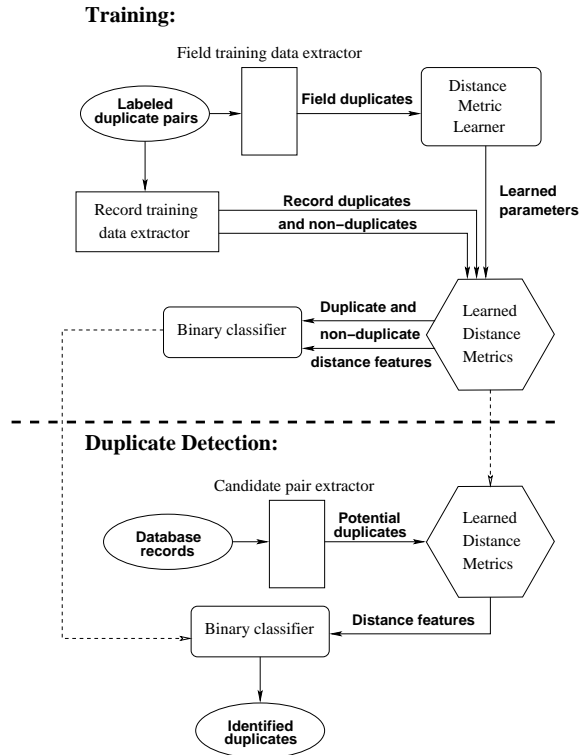 Training:
Field training data extractor
Labeled
duplicate pairs
Field duplicates
Distance
Metric
Learner
Record training
data extractor
Record duplicates
and non−duplicates
Learned
parameters
Learned
Distance
Metrics
Duplicate and
non−duplicate
distance features
Binary classifier
Duplicate Detection:
Candidate pair extractor
Database
records
Potential
duplicates
Learned
Distance
Metrics
Distance features
Binary classifier
Identified
duplicates